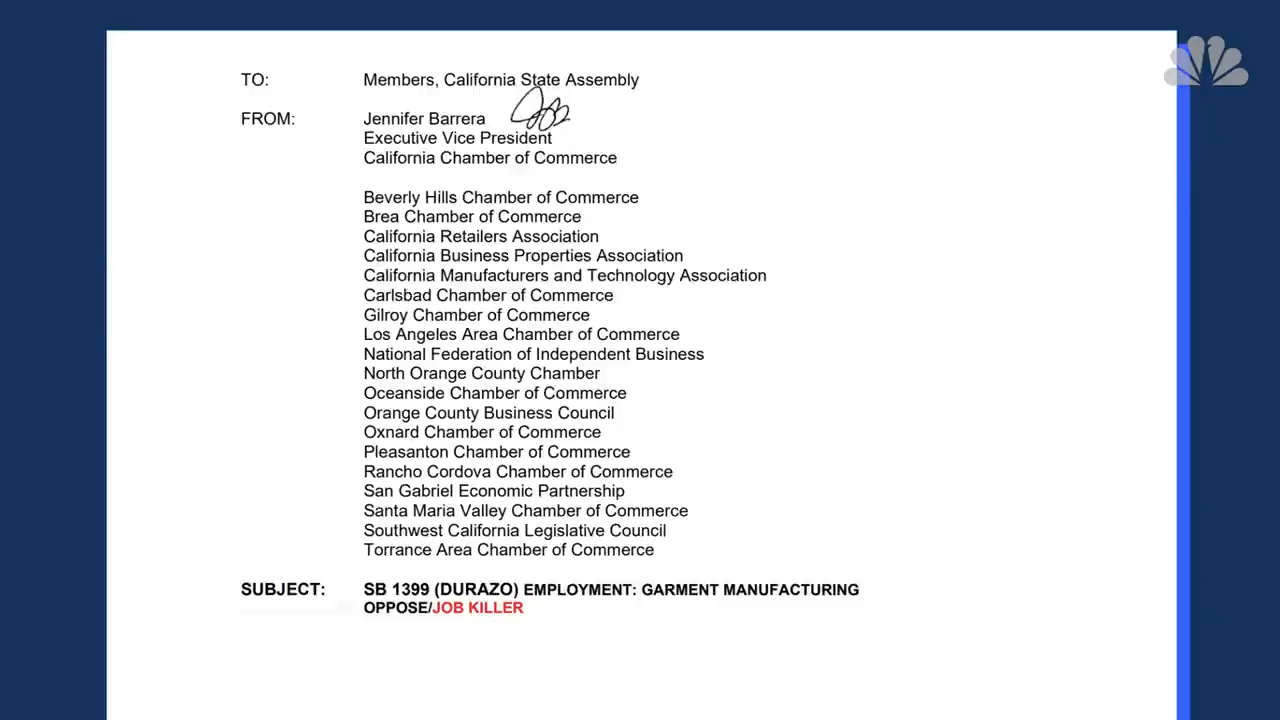 TO: Members, California State Assembly
FROM: Jennifer Barrera
Executive Vice President
California Chamber of Commerce
Beverly Hills Chamber of Commerce
Brea Chamber of Commerce
California Retailers Association
California Business Properties Association
California Manufacturers and Technology Association
Carlsbad Chamber of Commerce
Gilroy Chamber of Commerce
Los Angeles Area Chamber of Commerce
National Federation of Independent Business
North Orange County Chamber
Oceanside Chamber of Commerce
Orange County Business Council
Oxnard Chamber of Commerce
Pleasanton Chamber of Commerce
Rancho Cordova Chamber of Commerce
San Gabriel Economic Partnership
Santa Maria Valley Chamber of Commerce
Southwest California Legislative Council
Torrance Area Chamber of Commerce
SUBJECT: SB 1399 (DURAZO) EMPLOYMENT: GARMENT MANUFACTURING
OPPOSE/JOB KILLER